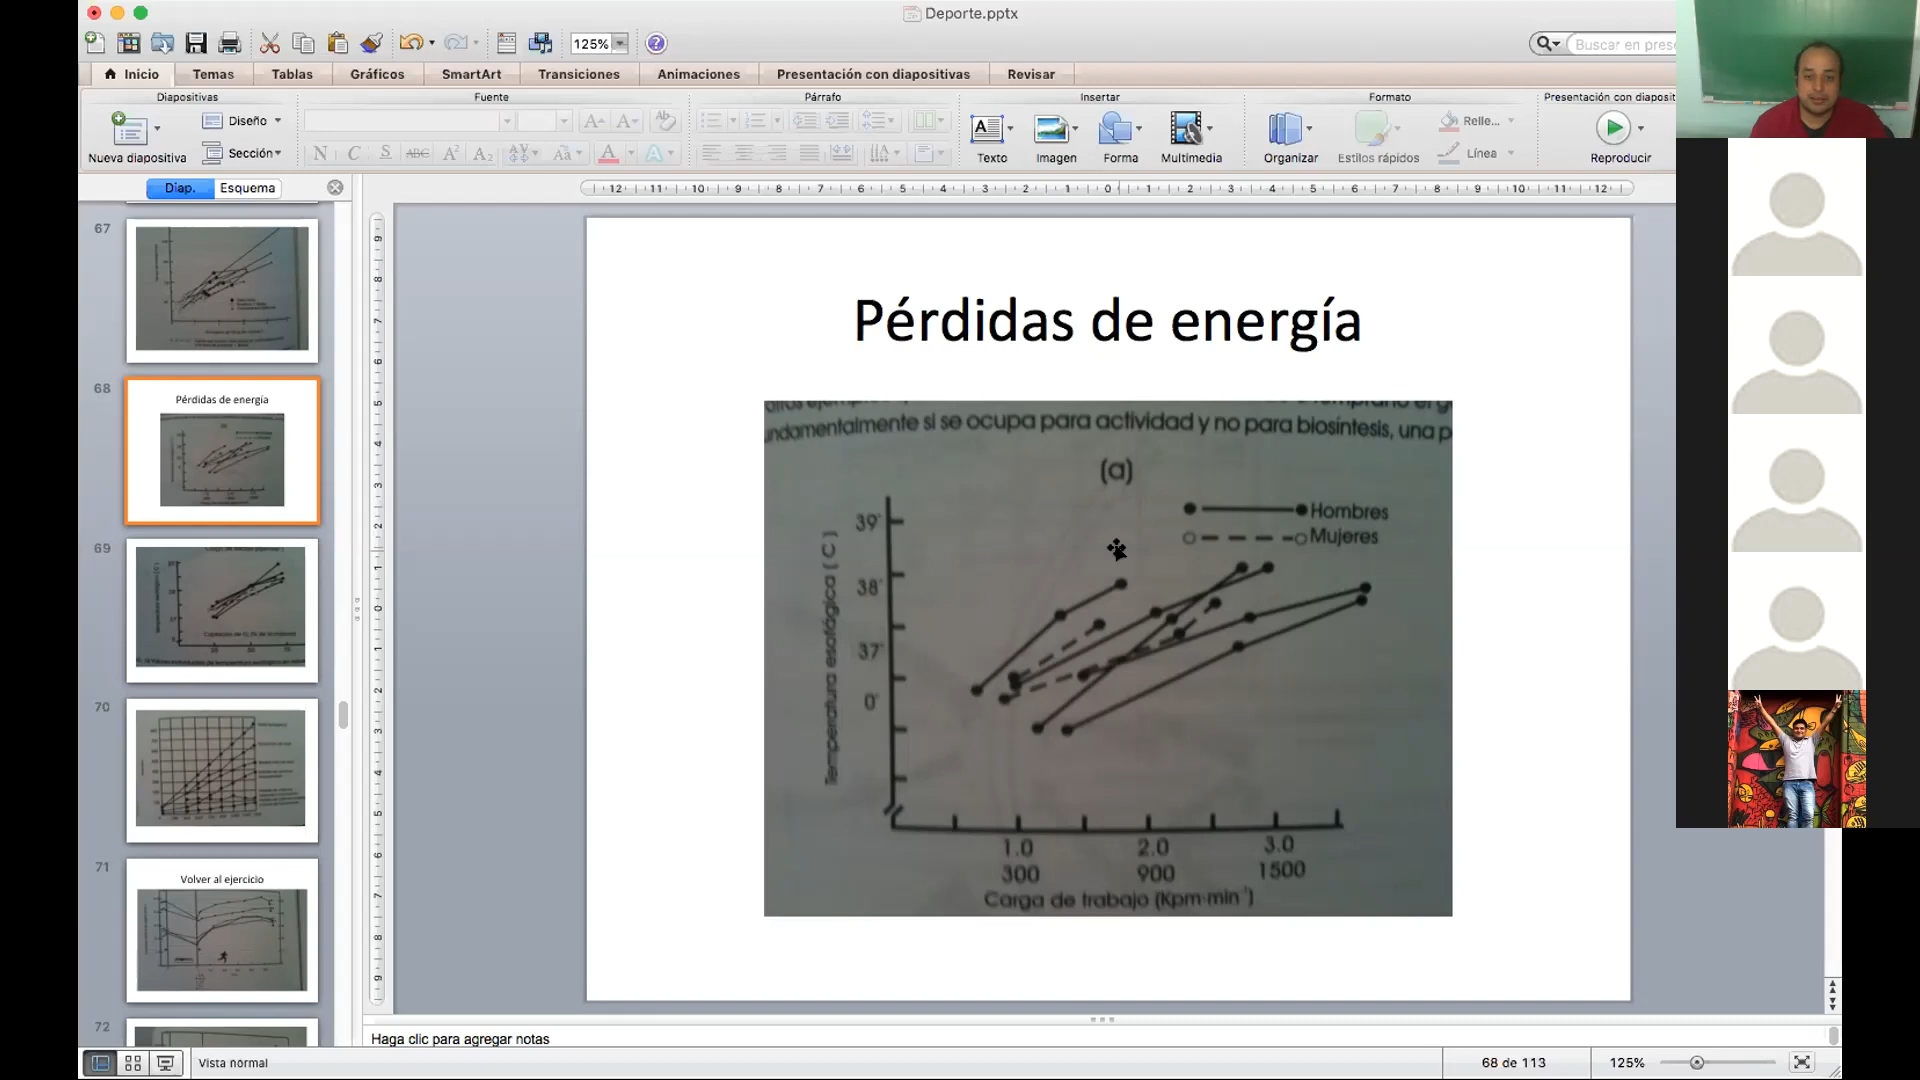 Deporte.pptx
125%
Buscar en prese
Inicio
Temas
Tablas
Gráficos
SmartArt
Transiciones
Animaciones
Presentación con diapositivas
Revisar
Diapositivas
Fuente
Párrafo
Insertar
Formato
Presentación con diaposit
Nueva diapositiva
Diseño
Sección
Texto
Imagen
Forma
Multimedia
Organizar
Estilos rápidos
Relle...
Línea
Reproducir
Diap.
Esquema
67
68
Pérdidas de energía
69
70
71
Volver al ejercicio
72
Pérdidas de energía
ndamentalmente si se ocupa para actividad y no para biosíntesis, una p
(a)
Hombres
Mujeres
Temperatura esofágica (C)
39°
38°
37°
0°
1.0 2.0 3.0
300 900 1500
Carga de trabajo (Kpm·min⁻¹)
Haga clic para agregar notas
Vista normal
68 de 113
125%